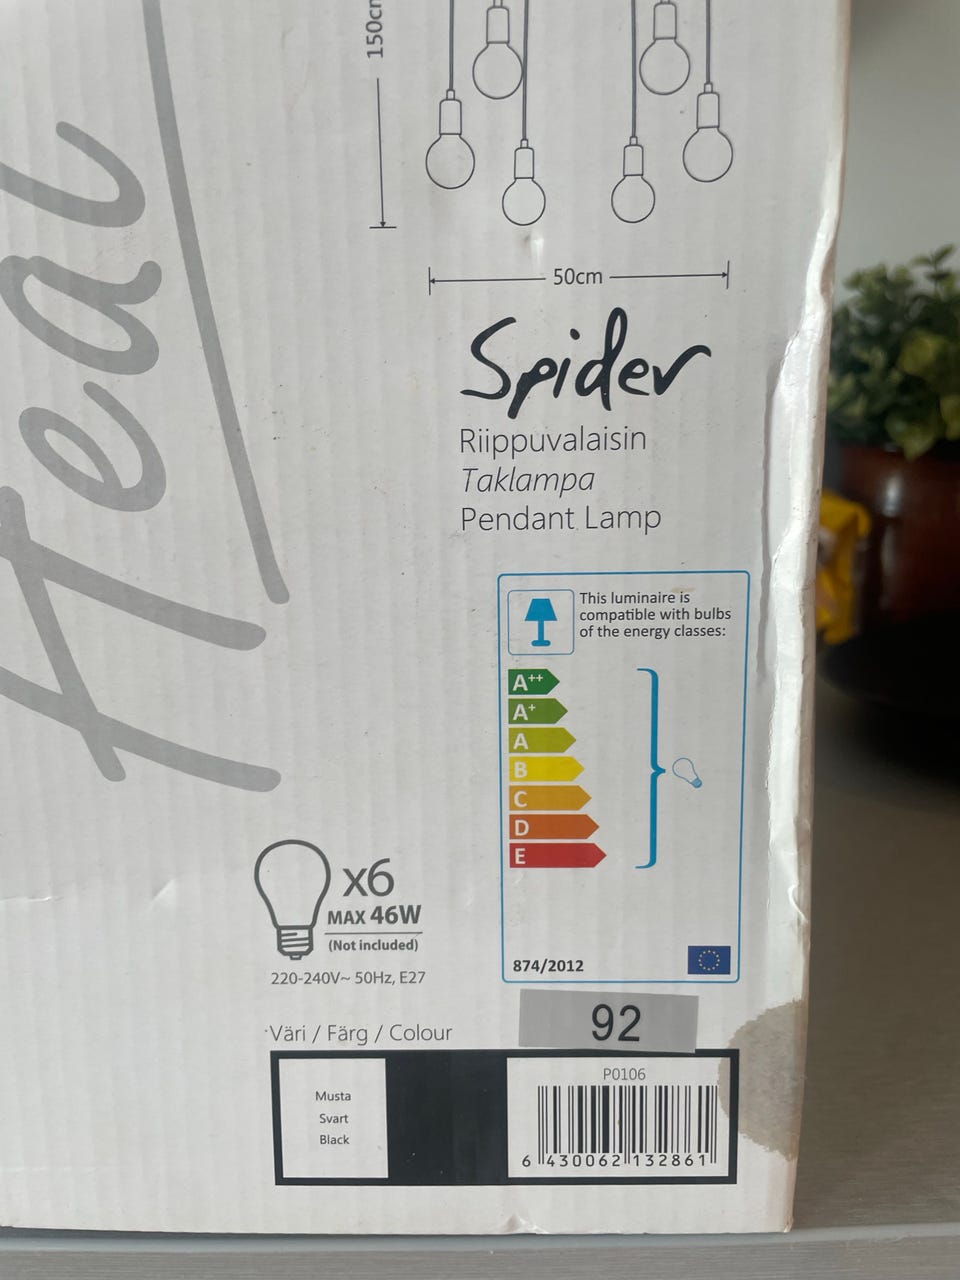 150cm
50cm
Spider
Riippuvalaisin
Taklampa
Pendant Lamp
This luminaire is
compatible with bulbs
of the energy classes:
A++
A+
A
B
C
D
E
874/2012
x6
MAX 46W
(Not included)
220-240V~ 50Hz, E27
92
Väri / Färg / Colour
Musta
Svart
Black
P0106
6 430062 132861